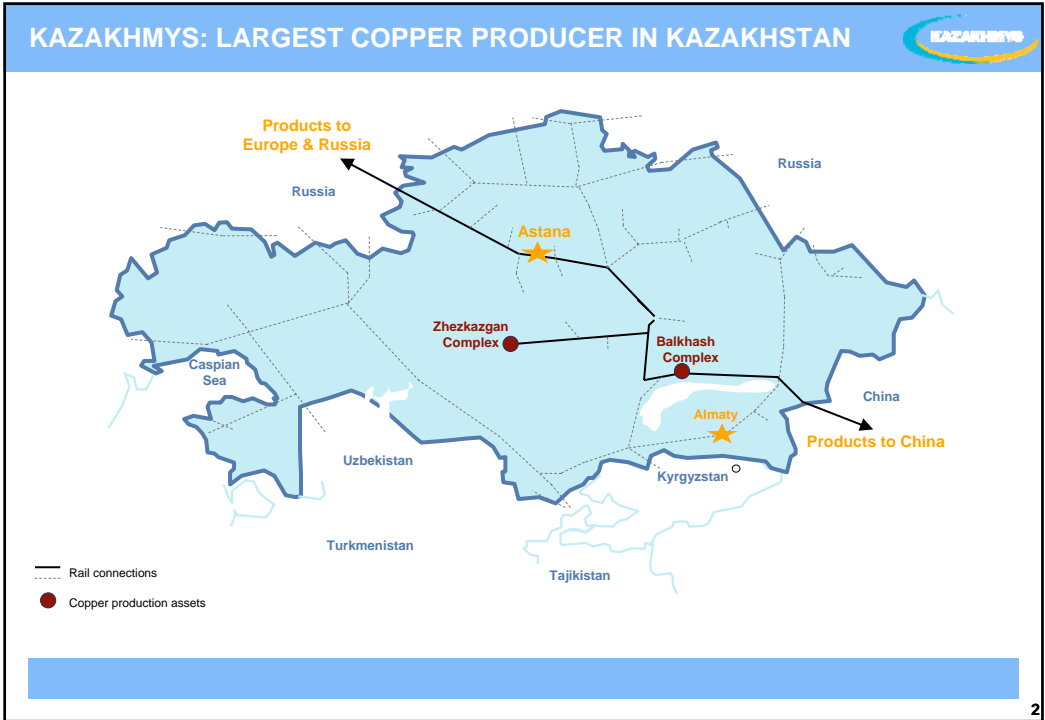 KAZAKHMYS: LARGEST COPPER PRODUCER IN KAZAKHSTAN
KAZAKHMYS
Products to
Europe & Russia
Russia
Russia
Astana
Zhezkazgan
Complex
Balkhash
Complex
Caspian
Sea
China
Almaty
Products to China
Uzbekistan
Kyrgyzstan
Turkmenistan
Tajikistan
Rail connections
Copper production assets
2